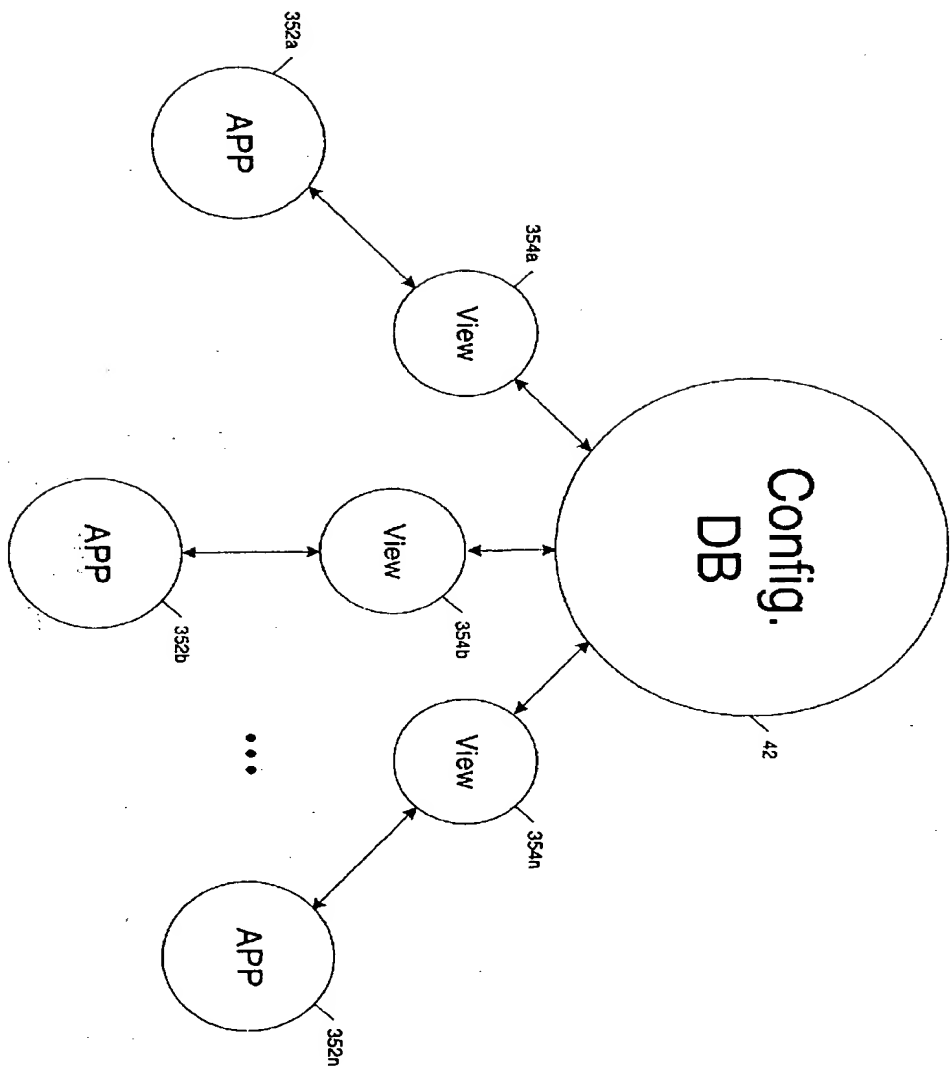 Config.
DB
42
View
354a
View
354b
View
354n
APP
352a
APP
352b
...
APP
352n